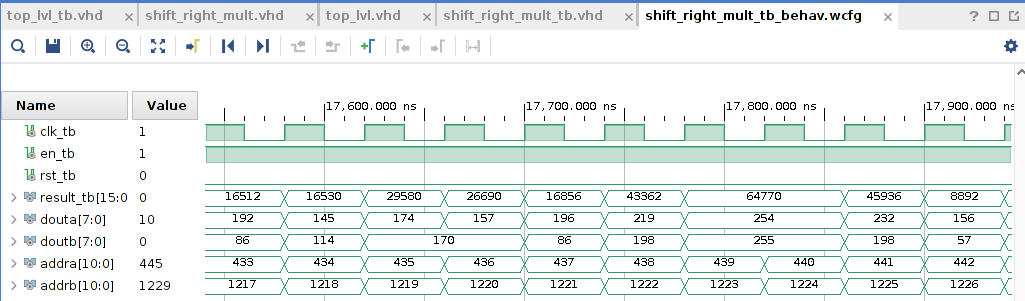 top_lvl_tb.vhd × shift_right_mult.vhd × top_lvl.vhd × shift_right_mult_tb.vhd × shift_right_mult_tb_behav.wcfg × ?
Name Value 17,600.000 ns 17,700.000 ns 17,800.000 ns 17,900.000 ns
clk_tb 1
en_tb 1
rst_tb 0
result_tb[15:0 0 16512 16530 29580 26690 16856 43362 64770 45936 8892
douta[7:0] 10 192 145 174 157 196 219 254 232 156
doutb[7:0] 0 86 114 170 86 198 255 198 57
addra[10:0] 445 433 434 435 436 437 438 439 440 441 442
addrb[10:0] 1229 1217 1218 1219 1220 1221 1222 1223 1224 1225 1226